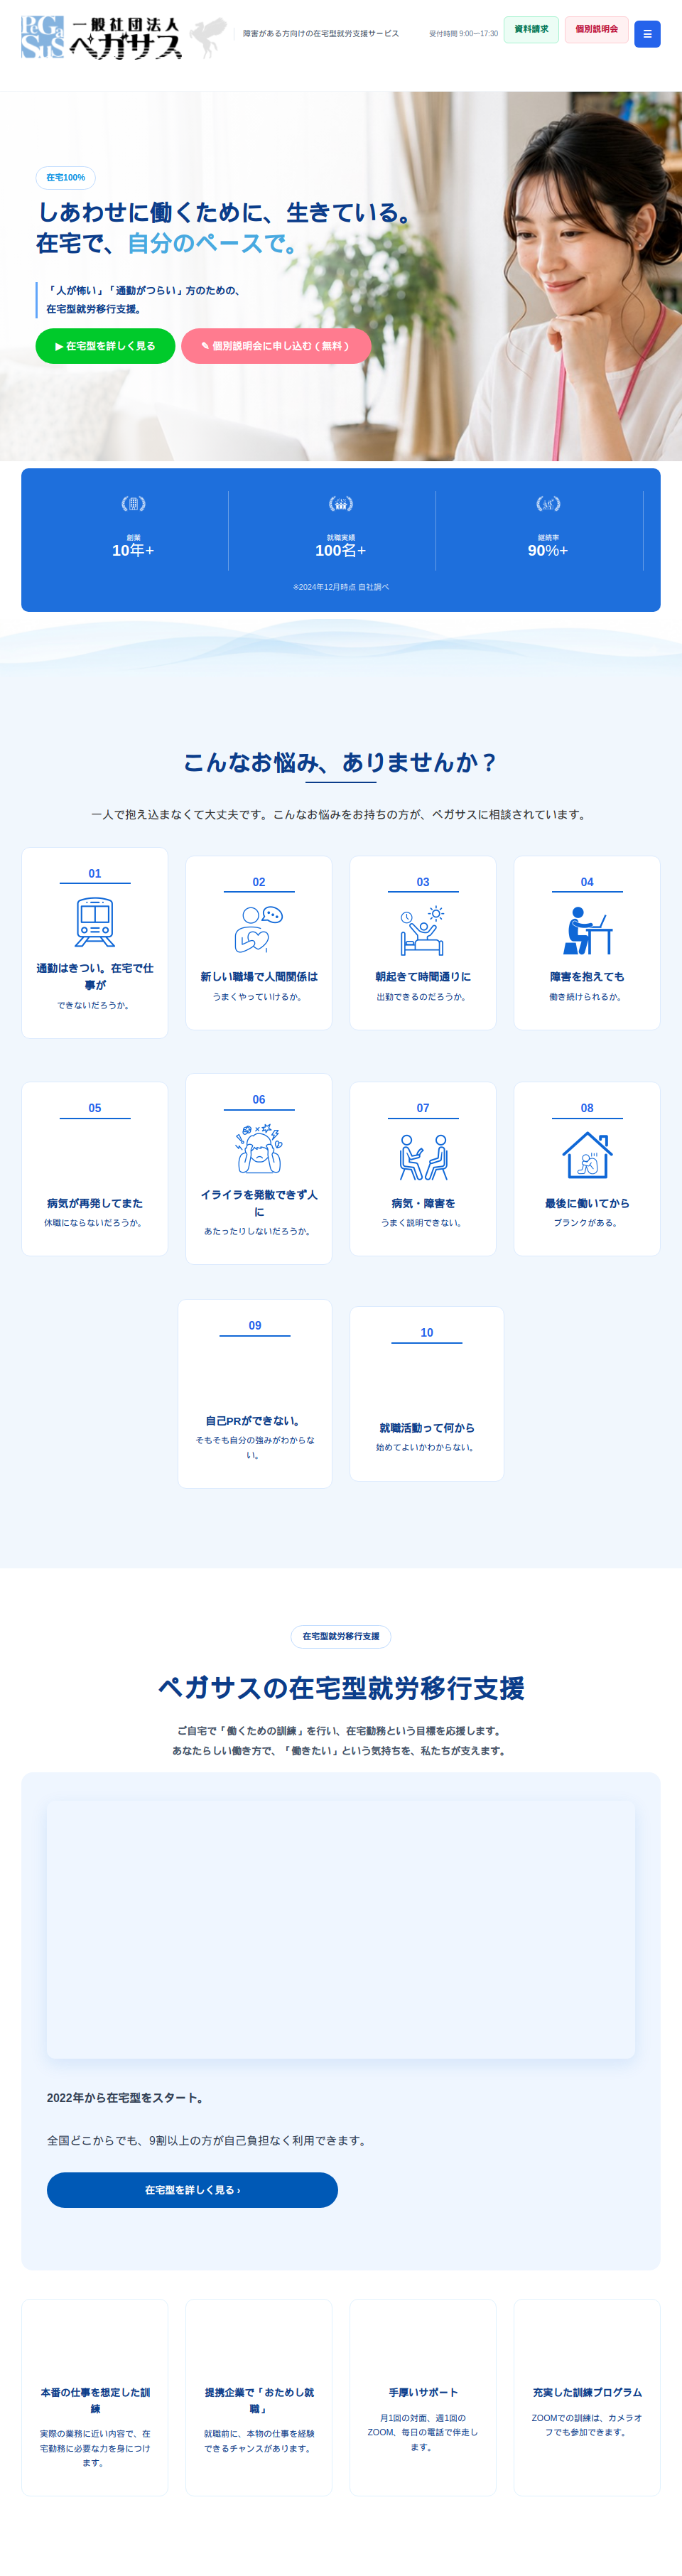 PeGaSuS
一般社団法人
ペガサス
障害がある方向けの在宅型就労支援サービス
受付時間 9:00〜17:30
資料請求
個別説明会
☰
在宅100%
しあわせに働くために、生きている。
在宅で、自分のペースで。
「人が怖い」「通勤がつらい」方のための、
在宅型就労移行支援。
▶ 在宅型を詳しく見る
✎ 個別説明会に申し込む（無料）
創業
10年+
就職実績
100名+
継続率
90%+
※2024年12月時点 自社調べ
こんなお悩み、ありませんか？
一人で抱え込まなくて大丈夫です。こんなお悩みをお持ちの方が、ペガサスに相談されています。
01
通勤はきつい。在宅で仕
事が
できないだろうか。
02
新しい職場で人間関係は
うまくやっていけるか。
03
朝起きて時間通りに
出勤できるのだろうか。
04
障害を抱えても
働き続けられるか。
05
病気が再発してまた
休職にならないだろうか。
06
イライラを発散できず人
に
あたったりしないだろうか。
07
病気・障害を
うまく説明できない。
08
最後に働いてから
ブランクがある。
09
自己PRができない。
そもそも自分の強みがわからな
い。
10
就職活動って何から
始めてよいかわからない。
在宅型就労移行支援
ペガサスの在宅型就労移行支援
ご自宅で「働くための訓練」を行い、在宅勤務という目標を応援します。
あなたらしい働き方で、「働きたい」という気持ちを、私たちが支えます。
2022年から在宅型をスタート。
全国どこからでも、9割以上の方が自己負担なく利用できます。
在宅型を詳しく見る ›
本番の仕事を想定した訓
練
実際の業務に近い内容で、在
宅勤務に必要な力を身につけ
ます。
提携企業で「おためし就
職」
就職前に、本物の仕事を経験
できるチャンスがあります。
手厚いサポート
月1回の対面、週1回の
ZOOM、毎日の電話で伴走し
ます。
充実した訓練プログラム
ZOOMでの訓練は、カメラオ
フでも参加できます。